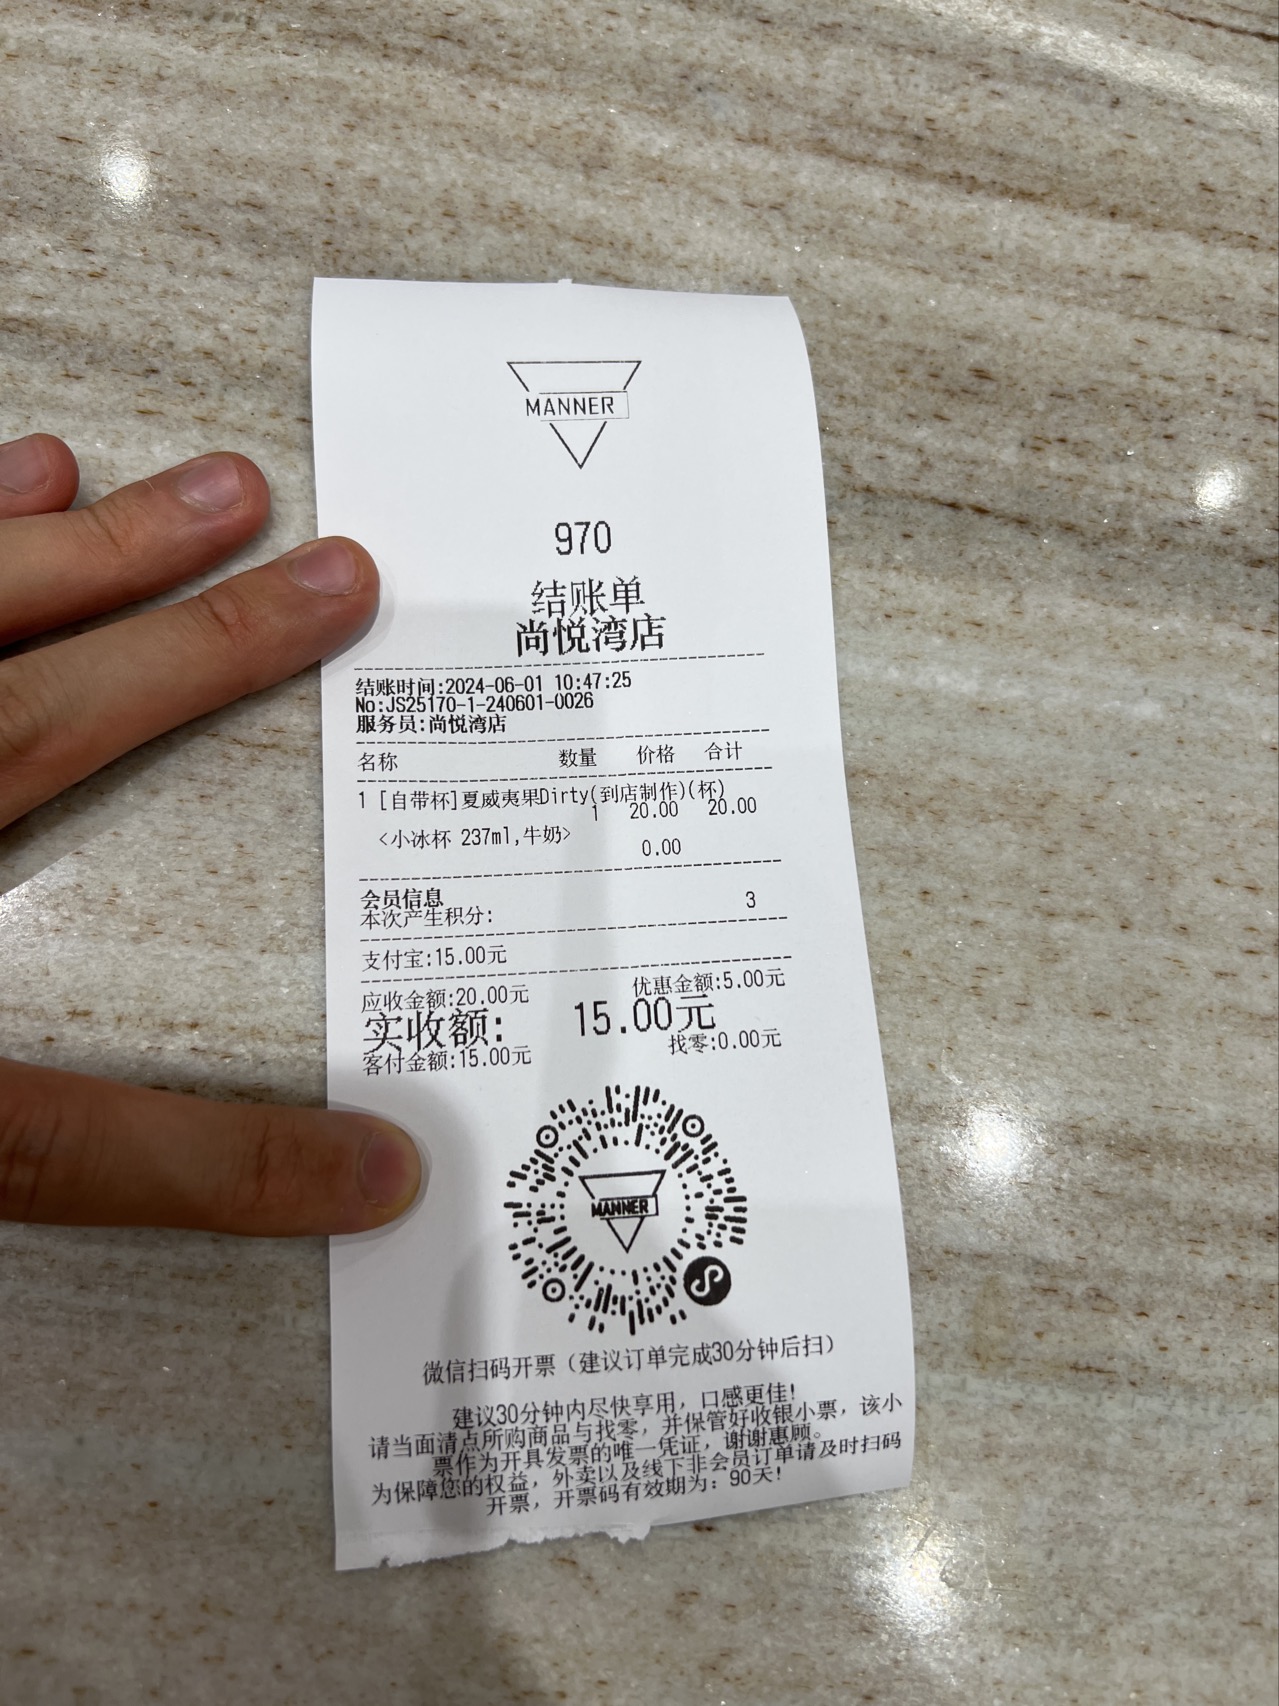 MANNER
970
结账单
尚悦湾店
结账时间:2024-06-01 10:47:25
No:JS25170-1-240601-0026
服务员:尚悦湾店
名称 数量 价格 合计
1 [自带杯]夏威夷果Dirty(到店制作)(杯)
1 20.00 20.00
<小冰杯 237ml,牛奶>
0.00
会员信息
本次产生积分: 3
支付宝:15.00元
应收金额:20.00元 优惠金额:5.00元
实收额: 15.00元
客付金额:15.00元 找零:0.00元
MANNER
微信扫码开票（建议订单完成30分钟后扫）
建议30分钟内尽快享用，口感更佳！
请当面清点所购商品与找零，并保管好收银小票，该小
票作为开具发票的唯一凭证，谢谢惠顾。
为保障您的权益，外卖以及线下非会员订单请及时扫码
开票，开票码有效期为：90天！